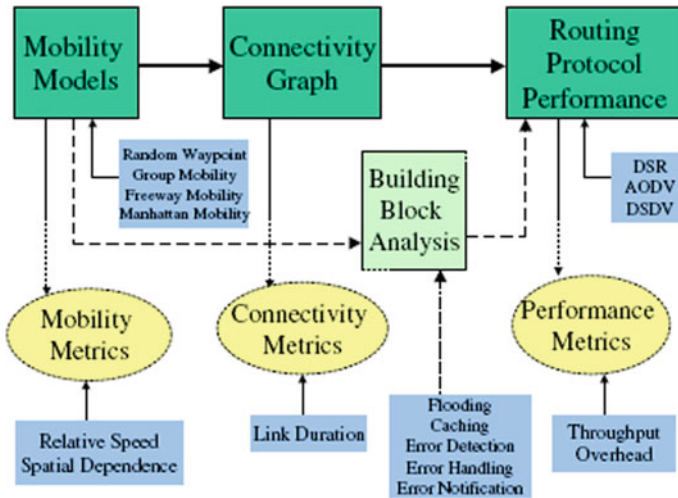 Mobility
Models
Connectivity
Graph
Routing
Protocol
Performance
Random Waypoint
Group Mobility
Freeway Mobility
Manhattan Mobility
Building
Block
Analysis
DSR
AODV
DSDV
Mobility
Metrics
Connectivity
Metrics
Performance
Metrics
Relative Speed
Spatial Dependence
Link Duration
Flooding
Caching
Error Detection
Error Handling
Error Notification
Throughput
Overhead